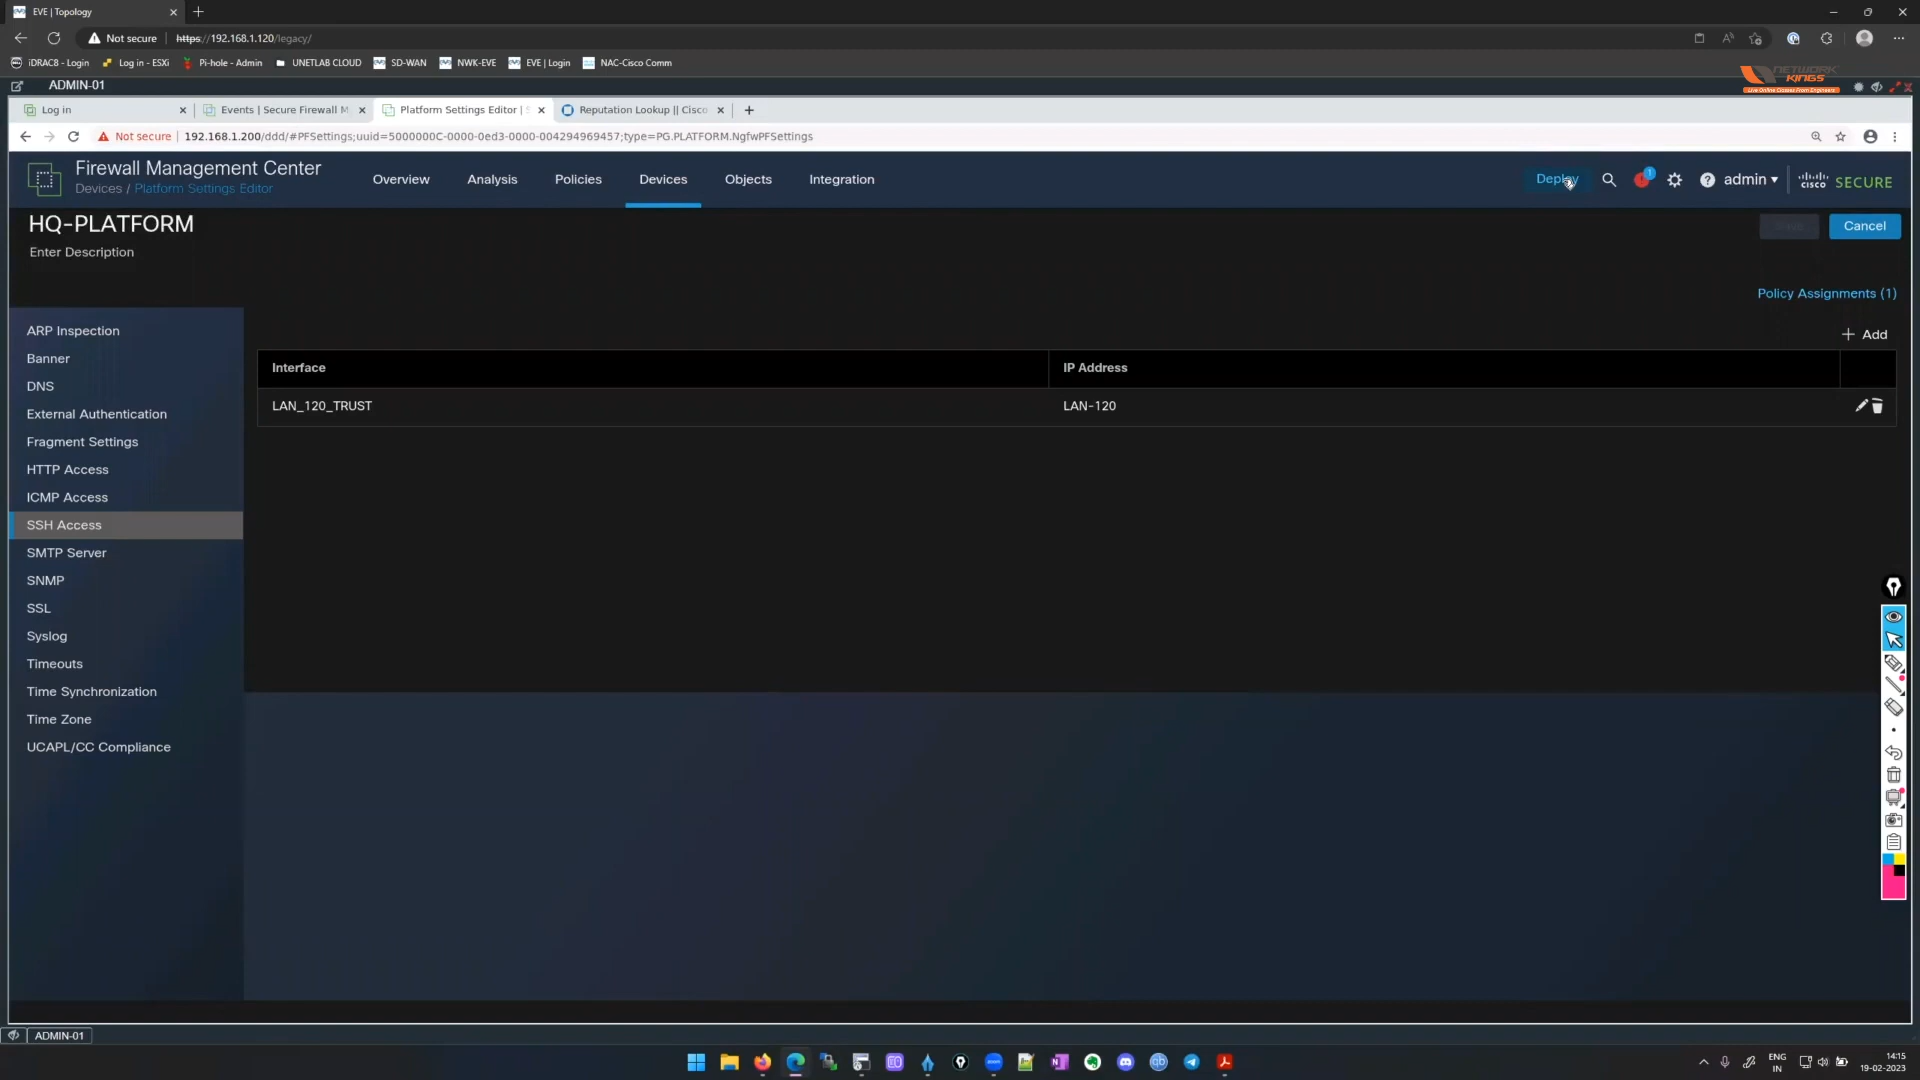 EVE | Topology
Not secure https://192.168.1.120/legacy/
iDRAC8 - Login Log in - ESXi Pi-hole - Admin UNETLAB CLOUD SD-WAN NWK-EVE EVE | Login NAC-Cisco Comm
ADMIN-01
NETWORK KINGS
Live Online Classes From Engineers
Log in Events | Secure Firewall M Platform Settings Editor | S Reputation Lookup || Cisco
Not secure 192.168.1.200/ddd/#PFSettings;uuid=5000000C-0000-0ed3-0000-004294969457;type=PG.PLATFORM.NgfwPFSettings
Firewall Management Center
Devices / Platform Settings Editor
Overview Analysis Policies Devices Objects Integration Deploy 1 admin cisco SECURE
HQ-PLATFORM
Cancel
Enter Description
Policy Assignments (1)
Add
ARP Inspection
Banner
DNS
External Authentication
Fragment Settings
HTTP Access
ICMP Access
SSH Access
SMTP Server
SNMP
SSL
Syslog
Timeouts
Time Synchronization
Time Zone
UCAPL/CC Compliance
Interface IP Address
LAN_120_TRUST LAN-120
ADMIN-01
ENG
IN
14:15
19-02-2023